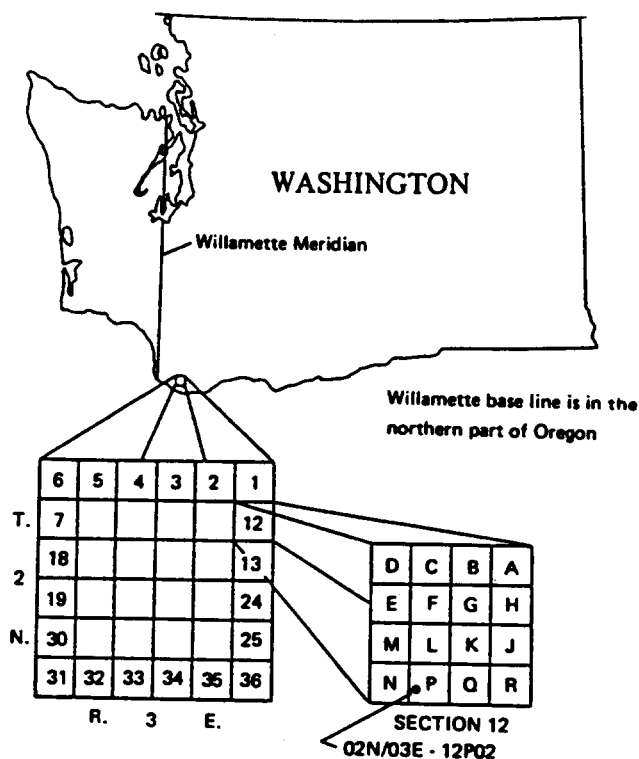 WASHINGTON
Willamette Meridian
Willamette base line is in the
northern part of Oregon
6 5 4 3 2 1
T. 7 12
18 13
2
19 24
N. 30 25
31 32 33 34 35 36
R. 3 E.
D C B A
E F G H
M L K J
N P Q R
SECTION 12
02N/03E - 12P02